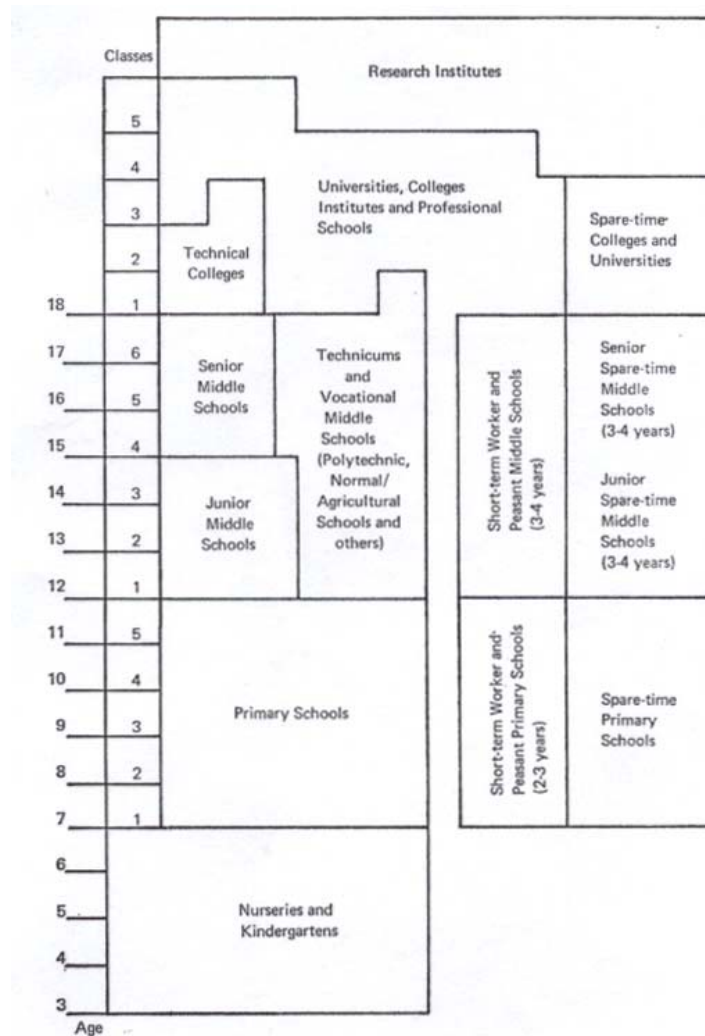 Classes
Research Institutes
5
4
Universities, Colleges
Institutes and Professional
Schools
3
Spare-time-
Colleges and
Universities
Technical
Colleges
2
18
1
17
6
Senior
Middle
Schools
Technicums
and
Vocational
Middle
Schools
(Polytechnic,
Normal/
Agricultural
Schools and
others)
Short-term Worker and
Peasant Middle Schools
(3-4 years)
Senior
Spare-time
Middle
Schools
(3-4 years)
16
5
15
4
14
3
Junior
Middle
Schools
Junior
Spare-time
Middle
Schools
(3-4 years)
13
2
12
1
11
5
10
4
Primary Schools
Short-term Worker and-
Peasant Primary Schools
(2-3 years)
Spare-time
Primary
Schools
9
3
8
2
7
1
6
5
Nurseries and
Kindergartens
4
3
Age